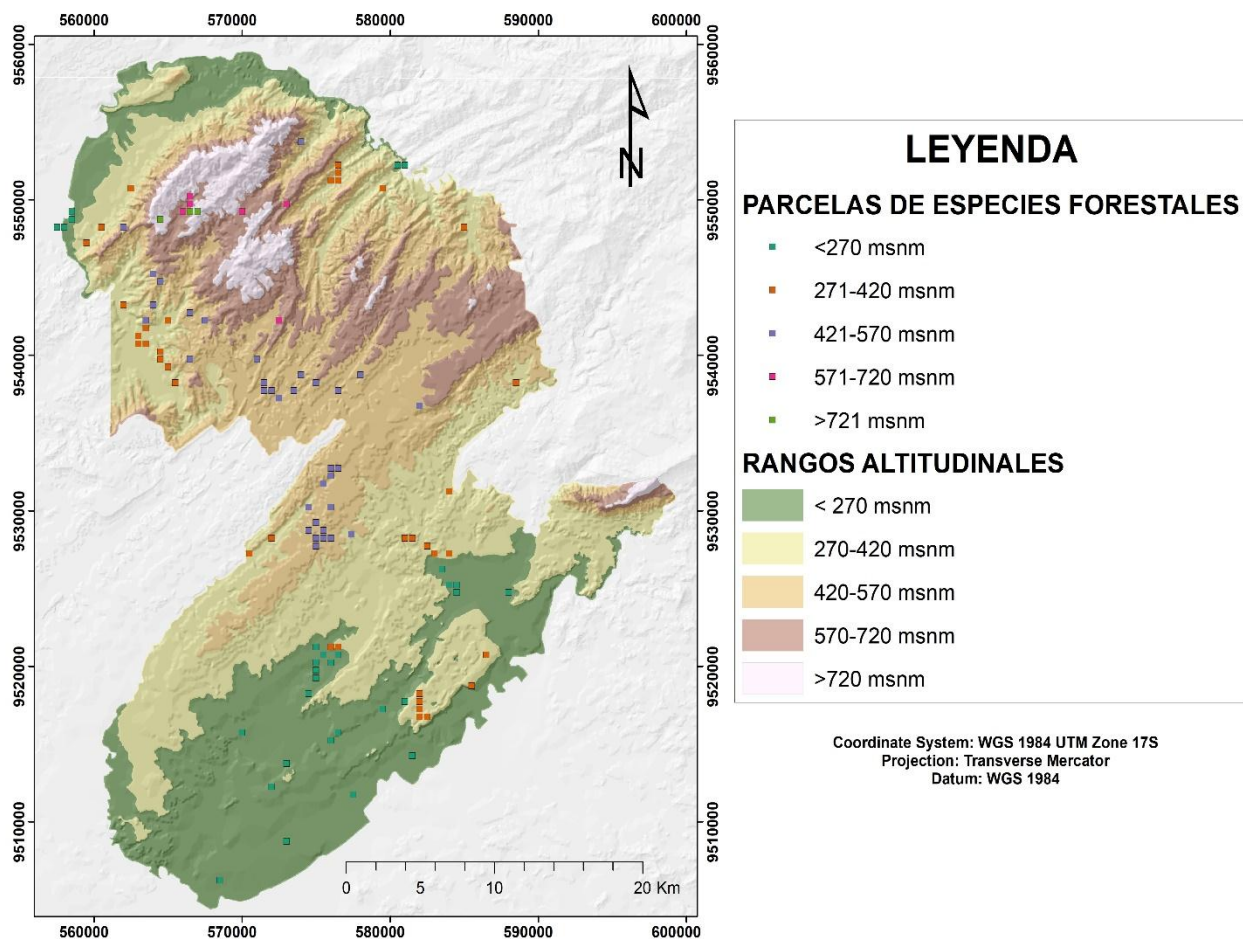 560000 570000 580000 590000 600000
9560000 9560000
9550000 9550000
9540000 9540000
9530000 9530000
9520000 9520000
9510000 9510000
N
0 5 10 20 Km
560000 570000 580000 590000 600000
LEYENDA
PARCELAS DE ESPECIES FORESTALES
<270 msnm
271-420 msnm
421-570 msnm
571-720 msnm
>721 msnm
RANGOS ALTITUDINALES
< 270 msnm
270-420 msnm
420-570 msnm
570-720 msnm
>720 msnm
Coordinate System: WGS 1984 UTM Zone 17S
Projection: Transverse Mercator
Datum: WGS 1984